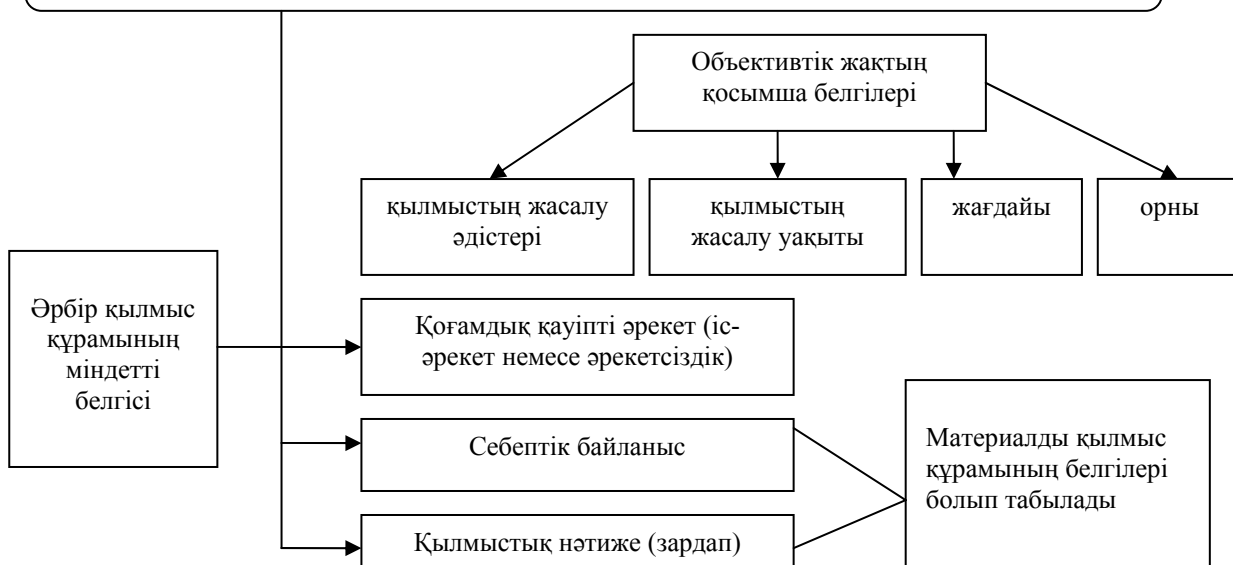 Объективтік жақтың
қосымша белгілері
қылмыстың жасалу
әдістері
қылмыстың
жасалу уақыты
жағдайы
орны
Әрбір қылмыс
құрамының
міндетті
белгісі
Қоғамдық қауіпті әрекет (іс-
әрекет немесе әрекетсіздік)
Себептік байланыс
Қылмыстық нәтиже (зардап)
Материалды қылмыс
құрамының белгілері
болып табылады